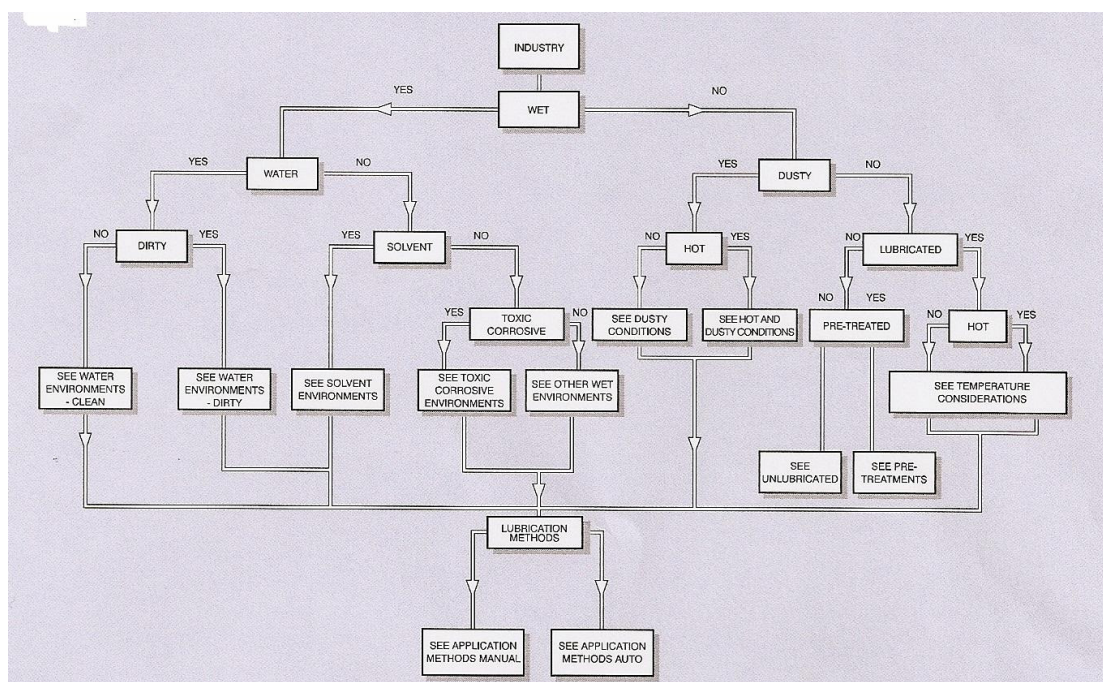 INDUSTRY
YES
WET
NO
YES
WATER
NO
YES
DUSTY
NO
NO
DIRTY
YES
YES
SOLVENT
NO
NO
HOT
YES
NO
LUBRICATED
YES
YES
TOXIC
CORROSIVE
NO
SEE DUSTY
CONDITIONS
SEE HOT AND
DUSTY CONDITIONS
NO
YES
PRE-TREATED
NO
HOT
YES
SEE WATER
ENVIRONMENTS
- CLEAN
SEE WATER
ENVIRONMENTS
- DIRTY
SEE SOLVENT
ENVIRONMENTS
SEE TOXIC
CORROSIVE
ENVIRONMENTS
SEE OTHER WET
ENVIRONMENTS
SEE TEMPERATURE
CONSIDERATIONS
SEE
UNLUBRICATED
SEE PRE-
TREATMENTS
LUBRICATION
METHODS
SEE APPLICATION
METHODS MANUAL
SEE APPLICATION
METHODS AUTO